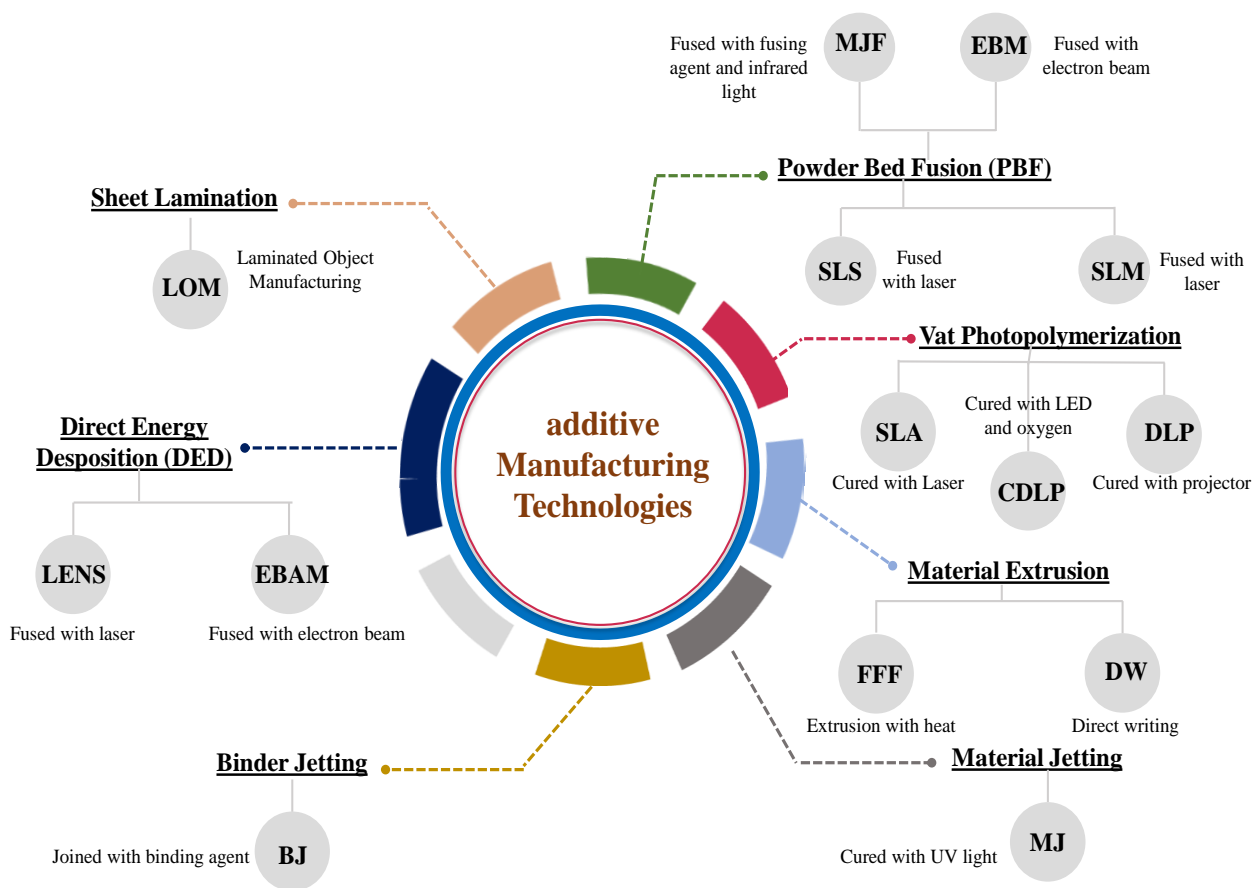 Fused with fusing
agent and infrared
light
MJF
EBM
Fused with
electron beam
Powder Bed Fusion (PBF)
SLS
Fused
with laser
SLM
Fused with
laser
Sheet Lamination
LOM
Laminated Object
Manufacturing
Vat Photopolymerization
SLA
Cured with Laser
Cured with LED
and oxygen
CDLP
DLP
Cured with projector
additive
Manufacturing
Technologies
Direct Energy
Desposition (DED)
LENS
Fused with laser
EBAM
Fused with electron beam
Material Extrusion
FFF
Extrusion with heat
DW
Direct writing
Binder Jetting
Joined with binding agent
BJ
Material Jetting
Cured with UV light
MJ